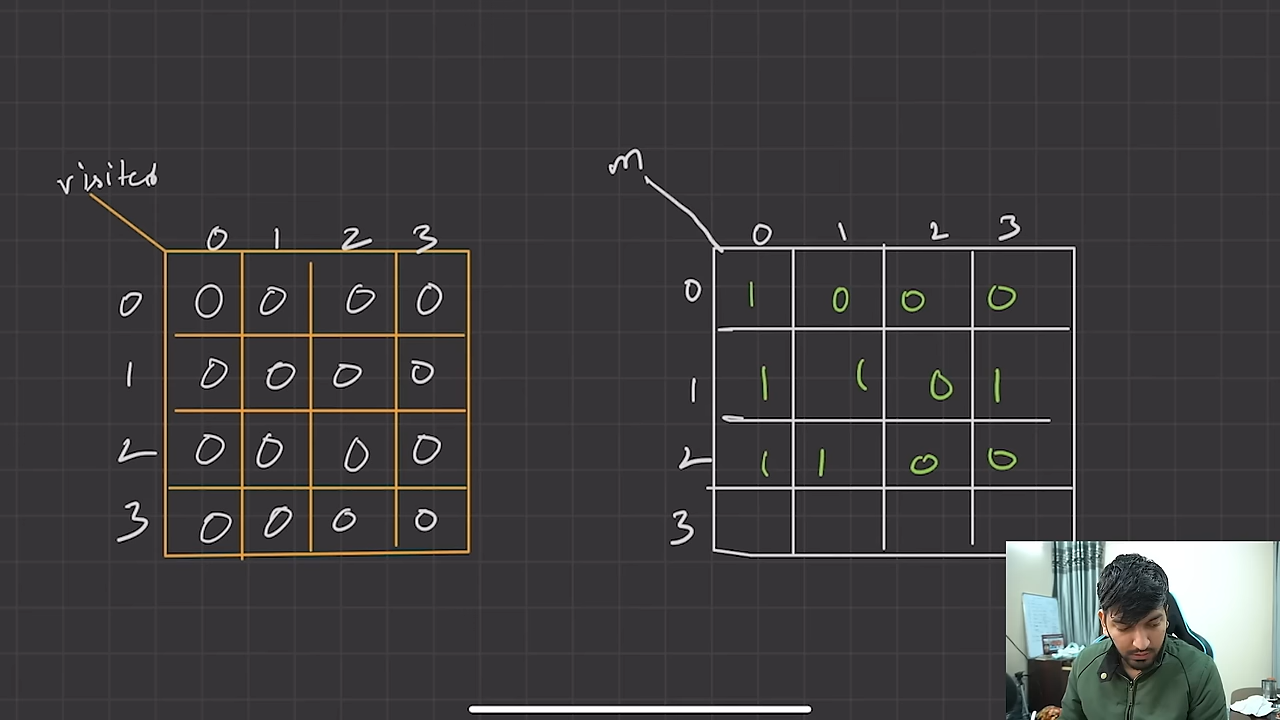 visited
0 1 2 3
0 0 0 0 0
1 0 0 0 0
2 0 0 0 0
3 0 0 0 0
m
0 1 2 3
0 1 0 0 0
1 1 1 0 1
2 1 1 0 0
3